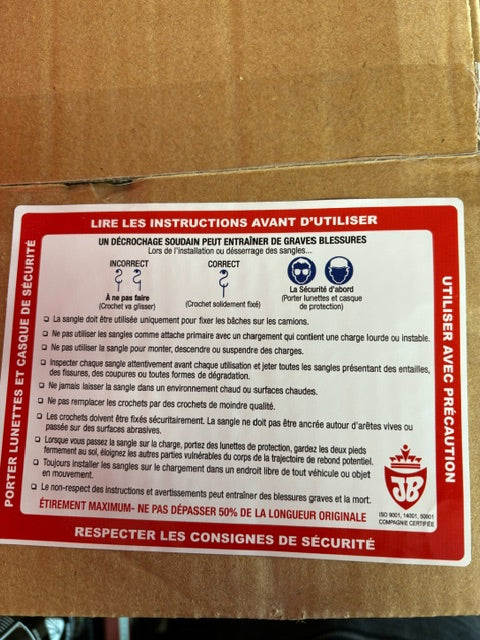 LIRE LES INSTRUCTIONS AVANT D'UTILISER
UN DÉCROCHAGE SOUDAIN PEUT ENTRAÎNER DE GRAVES BLESSURES
Lors de l'installation ou désserrage des sangles...
INCORRECT
À ne pas faire
(Crochet va glisser)
CORRECT
(Crochet solidement fixé)
La Sécurité d'abord
(Porter lunettes et casque
de protection)
❏ La sangle doit être utilisée uniquement pour fixer les bâches sur les camions.
❏ Ne pas utiliser les sangles comme attache primaire avec un chargement qui contient une charge lourde ou instable.
❏ Ne pas utiliser la sangle pour monter, descendre ou suspendre des charges.
❏ Inspecter chaque sangle attentivement avant chaque utilisation et jeter toutes les sangles présentant des entailles,
des fissures, des coupures ou toutes formes de dégradation.
❏ Ne jamais laisser la sangle dans un environnement chaud ou surfaces chaudes.
❏ Ne pas remplacer les crochets par des crochets de moindre qualité.
❏ Les crochets doivent être fixés sécuritairement. La sangle ne doit pas être ancrée autour d'arêtes vives ou
passée sur des surfaces abrasives.
❏ Lorsque vous passez la sangle sur la charge, portez des lunettes de protection, gardez les deux pieds
fermement au sol, éloignez les autres parties vulnérables du corps de la trajectoire de rebond potentiel.
❏ Toujours installer les sangles sur le chargement dans un endroit libre de tout véhicule ou objet
en mouvement.
❏ Le non-respect des instructions et avertissements peut entraîner des blessures graves et la mort.
ÉTIREMENT MAXIMUM- NE PAS DÉPASSER 50% DE LA LONGUEUR ORIGINALE
JB
ISO 9001, 14001, 50001
COMPAGNIE CERTIFIÉE
RESPECTER LES CONSIGNES DE SÉCURITÉ
PORTER LUNETTES ET CASQUE DE SÉCURITÉ
UTILISER AVEC PRÉCAUTION